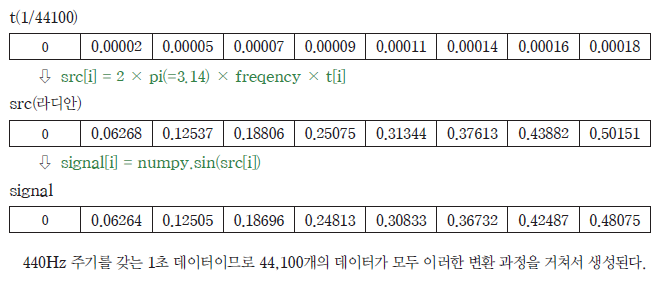 t(1/44100)
0 0.00002 0.00005 0.00007 0.00009 0.00011 0.00014 0.00016 0.00018
⇩ src[i] = 2 × pi(=3.14) × freqency × t[i]
src(라디안)
0 0.06268 0.12537 0.18806 0.25075 0.31344 0.37613 0.43882 0.50151
⇩ signal[i] = numpy.sin(src[i])
signal
0 0.06264 0.12505 0.18696 0.24813 0.30833 0.36732 0.42487 0.48075
440Hz 주기를 갖는 1초 데이터이므로 44,100개의 데이터가 모두 이러한 변환 과정을 거쳐서 생성된다.